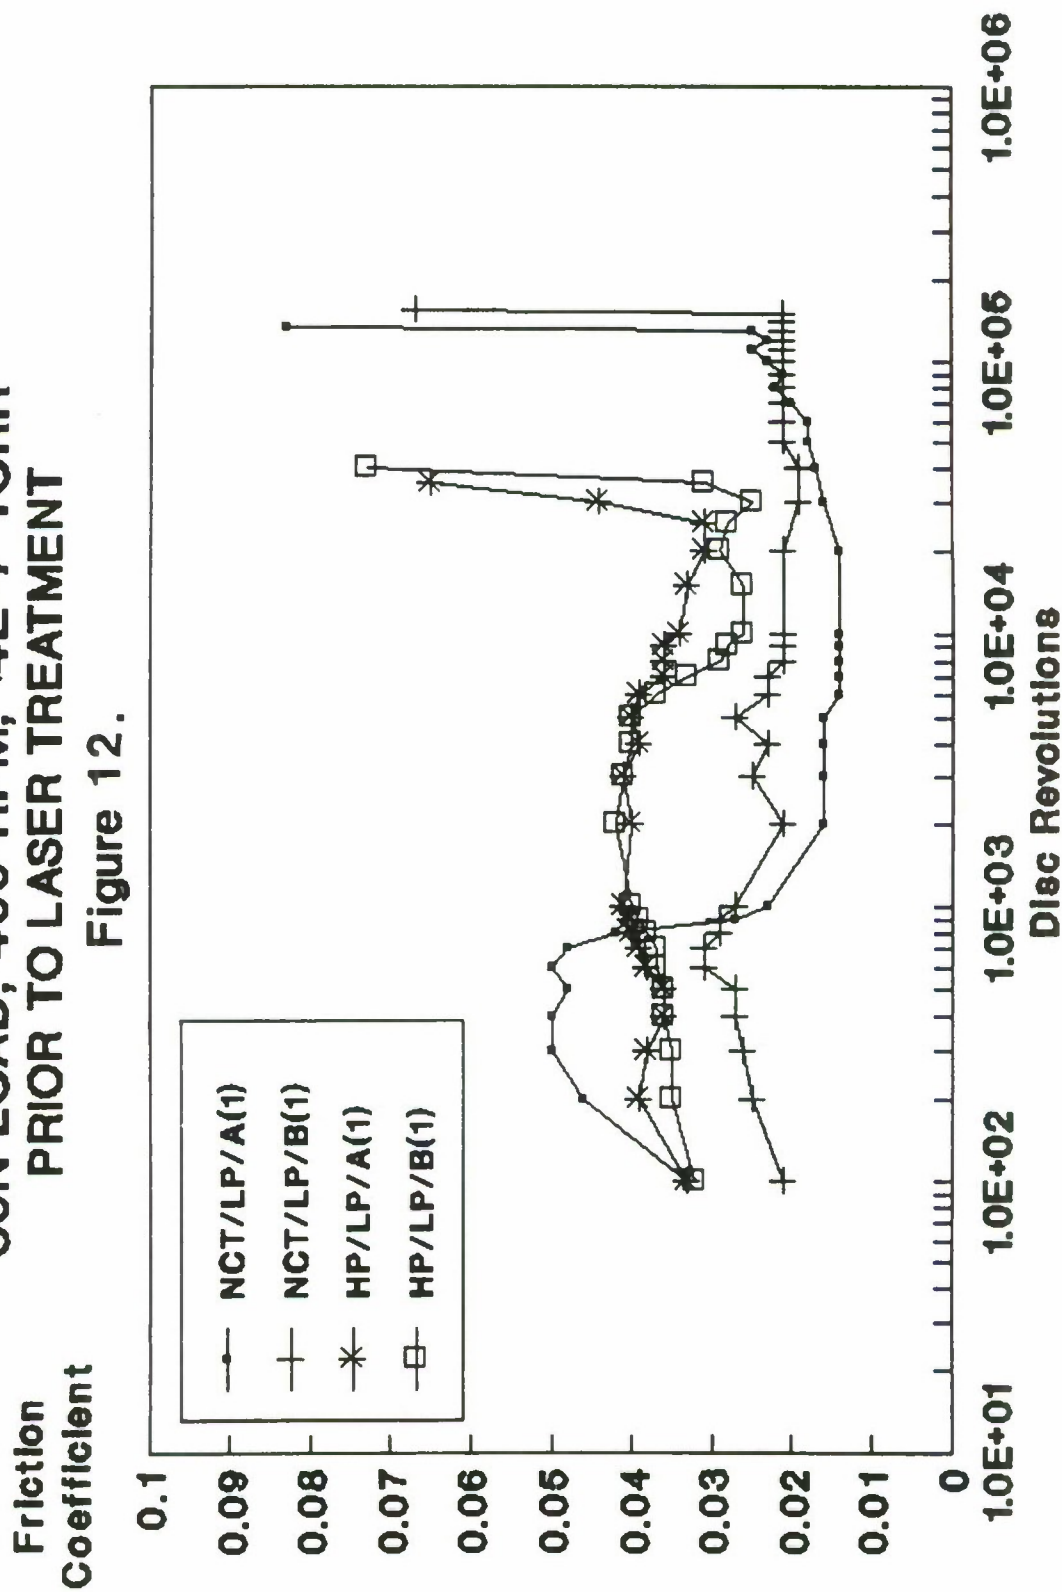 LOAD, RPM, TORR
PRIOR TO LASER TREATMENT
Figure 12.
Friction
Coefficient
0.1
0.09
0.08
0.07
0.06
0.05
0.04
0.03
0.02
0.01
0
NCT/LP/A(1)
NCT/LP/B(1)
HP/LP/A(1)
HP/LP/B(1)
1.0E+01
1.0E+02
1.0E+03
1.0E+04
1.0E+05
1.0E+06
Disc Revolutions